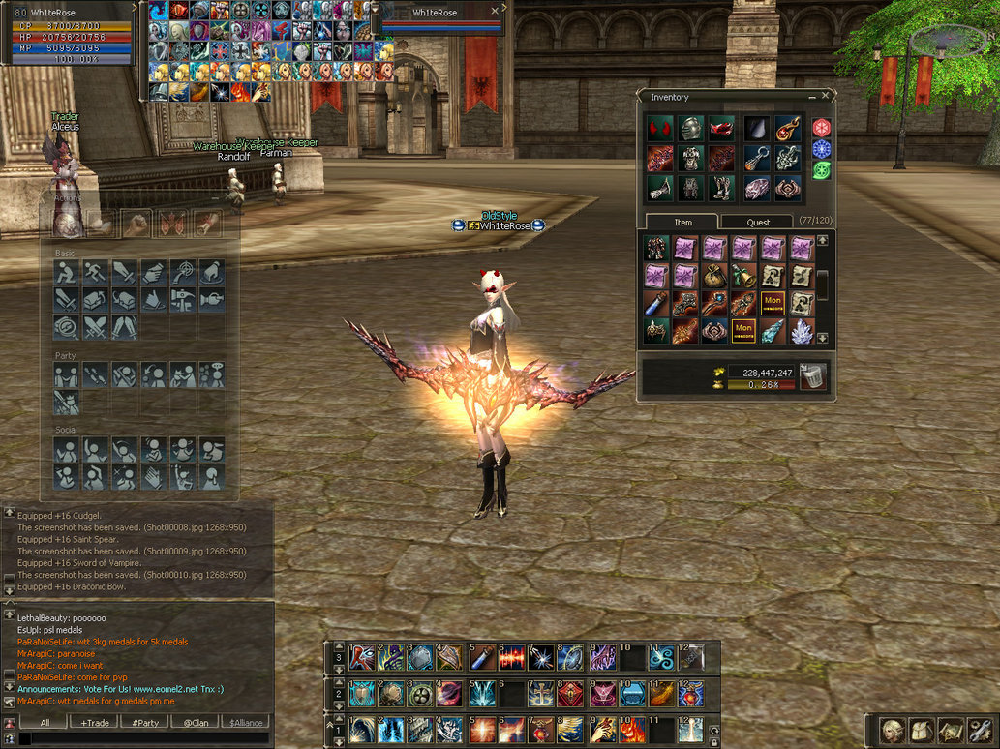 80 Wh1teRose
CP 3700/3700
HP 20756/20756
MP 5095/5095
100.00%
Wh1teRose
Trader
Alceus
Warehouse Keeper
Randolf
Warehouse Keeper
Parman
OldStyle
Wh1teRose
Inventory
Item
Quest
(77/120)
Mon
weapons
Mon
weapons
228,447,247
0.26%
Actions
Basic
Party
Social
Equipped +16 Cudgel.
The screenshot has been saved. (Shot00008.jpg 1268x950)
Equipped +16 Saint Spear.
The screenshot has been saved. (Shot00009.jpg 1268x950)
Equipped +16 Sword of Vampire.
The screenshot has been saved. (Shot00010.jpg 1268x950)
Equipped +16 Draconic Bow.
LethalBeauty: poooooo
EsUpl: psl medals
PaRaNoiSeLife: wtt 3kg.medals for 5k medals
MrArapiC: paranoise
MrArapiC: come i want
PaRaNoiSeLife: come for pvp
Announcements: Vote For Us! www.eomel2.net Tnx :)
MrArapiC: wtt medals for g medals pm me
All
+Trade
#Party
@Clan
$Alliance
3
1 2 3 4 5 6 7 8 9 10 11 12
2
1 2 3 4 5 6 7 8 9 10 11 12
1
1 2 3 4 5 6 7 8 9 10 11 12